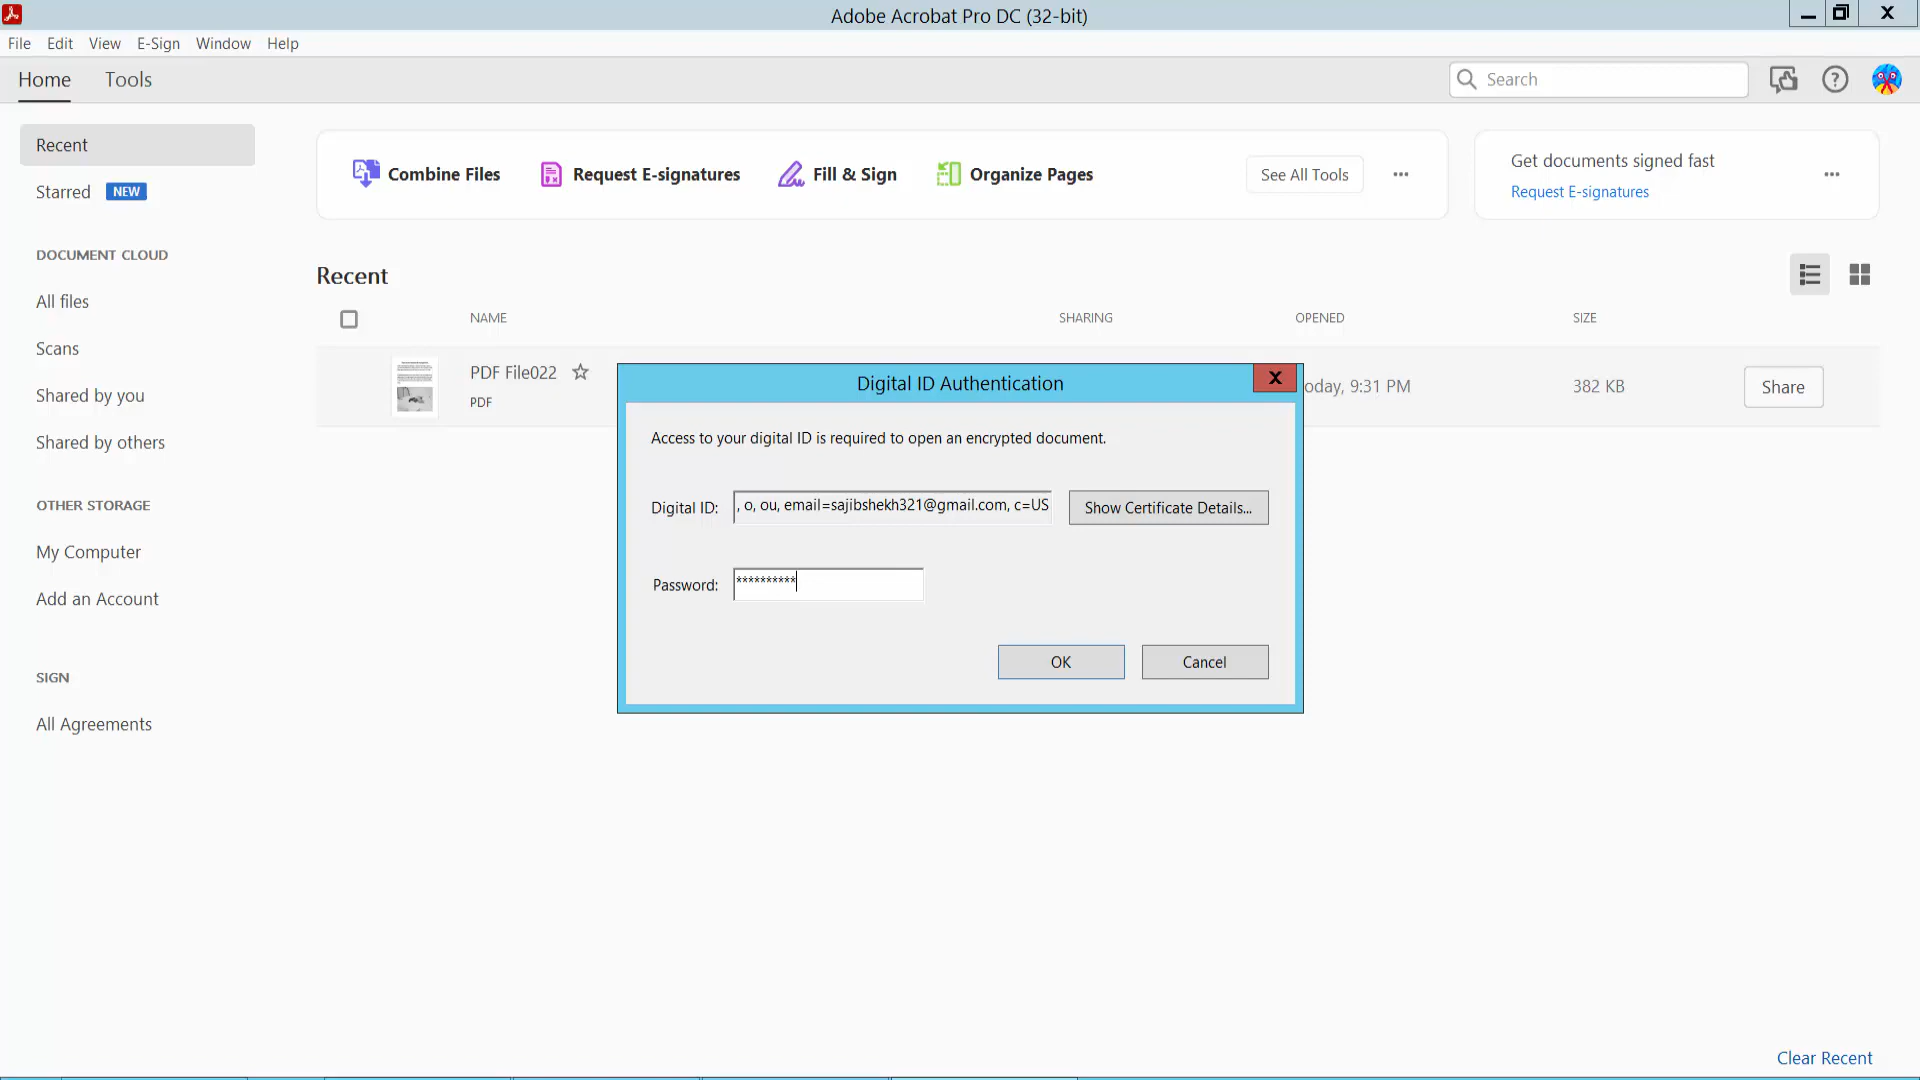 Adobe Acrobat Pro DC (32-bit)
File Edit View E-Sign Window Help
Home Tools
Search
Recent
Starred NEW
DOCUMENT CLOUD
All files
Scans
Shared by you
Shared by others
OTHER STORAGE
My Computer
Add an Account
SIGN
All Agreements
Combine Files Request E-signatures Fill & Sign Organize Pages See All Tools
Get documents signed fast
Request E-signatures
Recent
NAME SHARING OPENED SIZE
PDF File022
PDF
oday, 9:31 PM 382 KB Share
Digital ID Authentication
Access to your digital ID is required to open an encrypted document.
Digital ID: , o, ou, email=sajibshekh321@gmail.com, c=US Show Certificate Details...
Password: **********
OK Cancel
Clear Recent